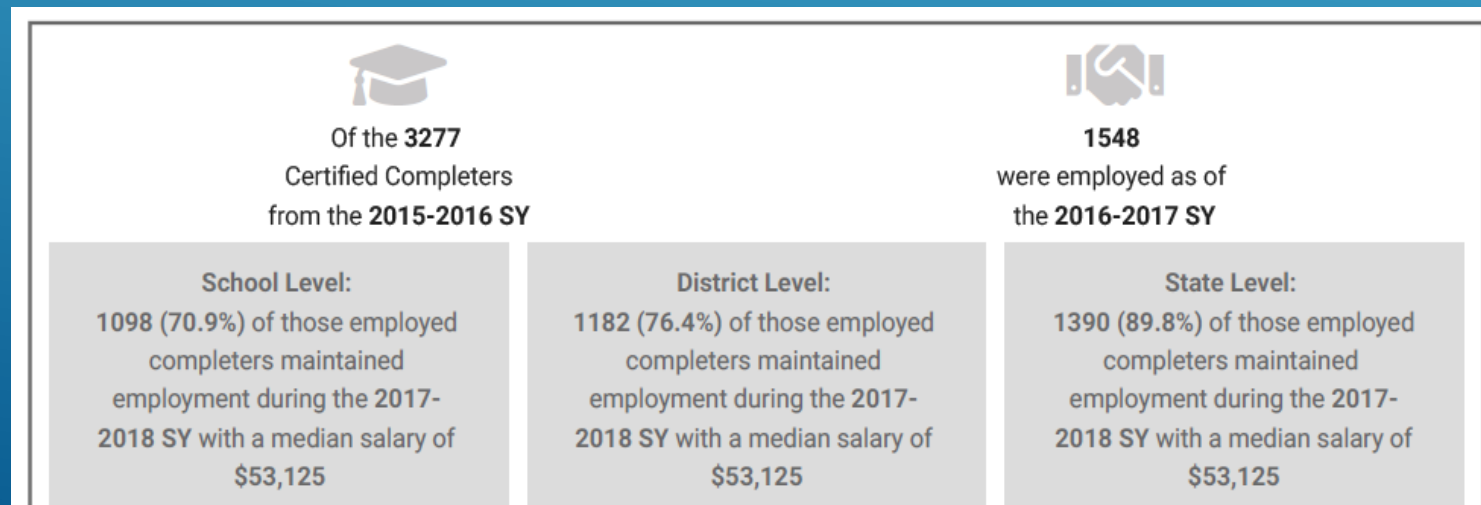 Of the 3277
Certified Completers
from the 2015-2016 SY
1548
were employed as of
the 2016-2017 SY
School Level:
1098 (70.9%) of those employed
completers maintained
employment during the 2017-
2018 SY with a median salary of
$53,125
District Level:
1182 (76.4%) of those employed
completers maintained
employment during the 2017-
2018 SY with a median salary of
$53,125
State Level:
1390 (89.8%) of those employed
completers maintained
employment during the 2017-
2018 SY with a median salary of
$53,125